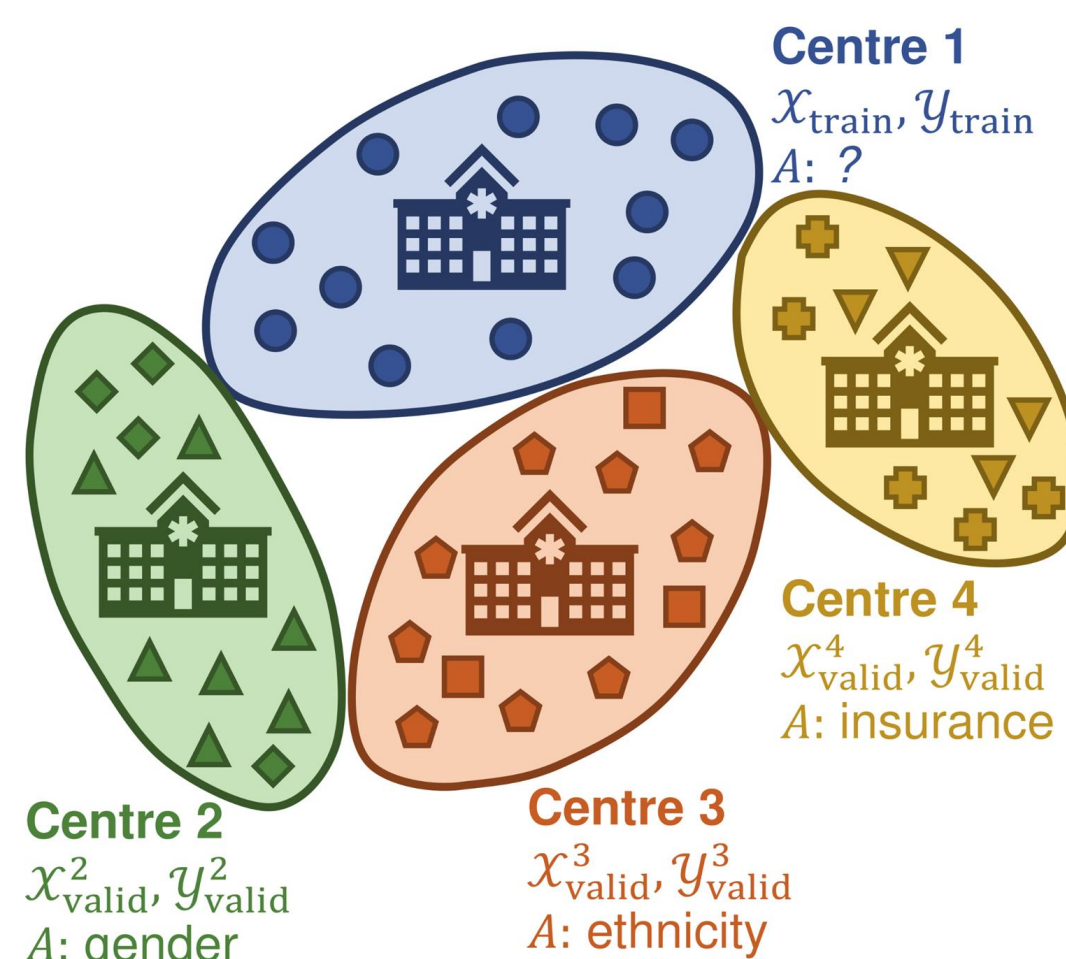 Centre 1
𝒳train, 𝒴train
A: ?
Centre 4
𝒳⁴valid, 𝒴⁴valid
A: insurance
Centre 2
𝒳²valid, 𝒴²valid
A: gender
Centre 3
𝒳³valid, 𝒴³valid
A: ethnicity